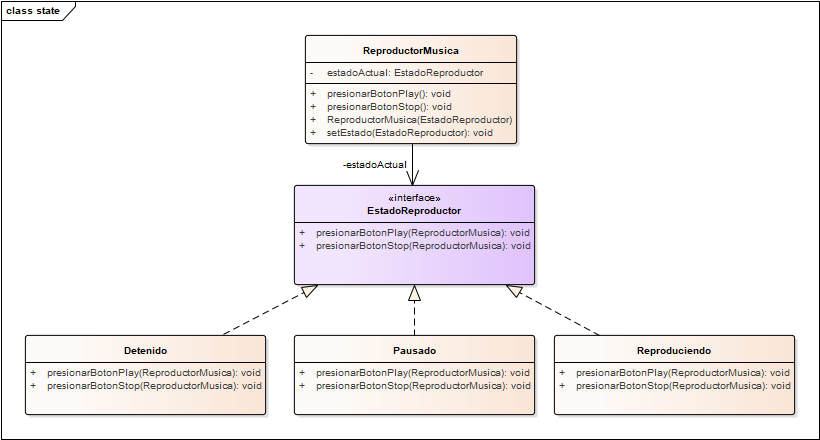 class state
ReproductorMusica
- estadoActual: EstadoReproductor
+ presionarBotonPlay(): void
+ presionarBotonStop(): void
+ ReproductorMusica(EstadoReproductor)
+ setEstado(EstadoReproductor): void
-estadoActual
«interface»
EstadoReproductor
+ presionarBotonPlay(ReproductorMusica): void
+ presionarBotonStop(ReproductorMusica): void
Detenido
+ presionarBotonPlay(ReproductorMusica): void
+ presionarBotonStop(ReproductorMusica): void
Pausado
+ presionarBotonPlay(ReproductorMusica): void
+ presionarBotonStop(ReproductorMusica): void
Reproduciendo
+ presionarBotonPlay(ReproductorMusica): void
+ presionarBotonStop(ReproductorMusica): void